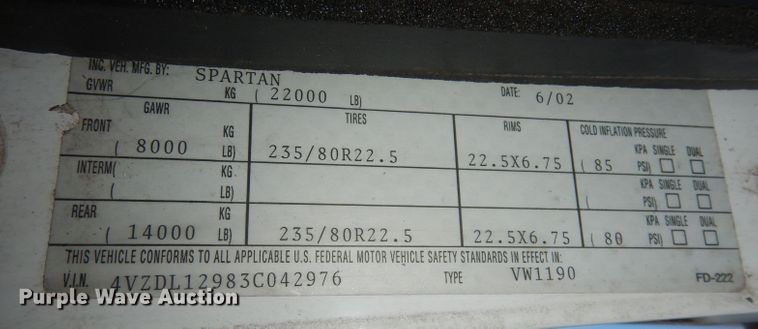 INC. VEH. MFG. BY: SPARTAN
GVWR KG ( 22000 LB) DATE: 6/02
GAWR TIRES RIMS COLD INFLATION PRESSURE
FRONT KG KPA SINGLE DUAL
( 8000 LB) 235/80R22.5 22.5X6.75 ( 85 PSI)
INTERM( KG KPA SINGLE DUAL
( LB) ( PSI)
REAR KG KPA SINGLE DUAL
( 14000 LB) 235/80R22.5 22.5X6.75 ( 80 PSI)
THIS VEHICLE CONFORMS TO ALL APPLICABLE U.S. FEDERAL MOTOR VEHICLE SAFETY STANDARDS IN EFFECT IN:
V.I.N. 4VZDL12983C042976 TYPE VW1190 FD-222
Purple Wave Auction